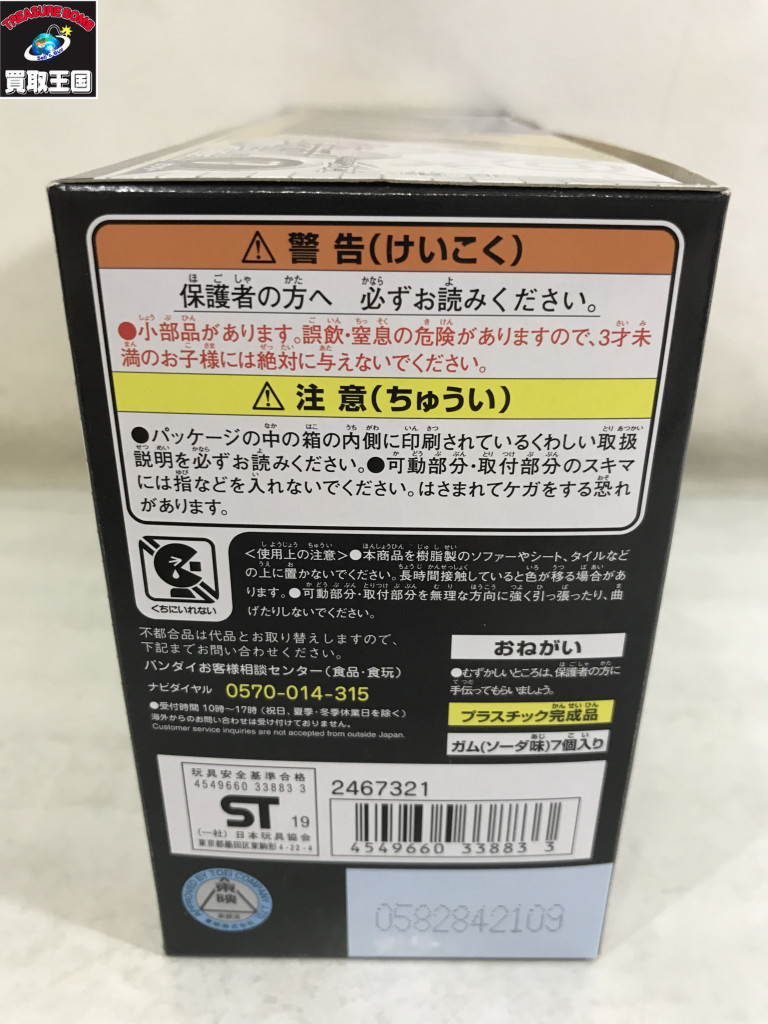 TREASURE BOMB
買取王国
警告(けいこく)
保護者の方へ 必ずお読みください。
●小部品があります。誤飲・窒息の危険がありますので、3才未
満のお子様には絶対に与えないでください。
注意(ちゅうい)
●パッケージの中の箱の内側に印刷されているくわしい取扱
説明を必ずお読みください。●可動部分・取付部分のスキマ
には指などを入れないでください。はさまれてケガをする恐れ
があります。
くちにいれない
<使用上の注意>●本商品を樹脂製のソファーやシート、タイルなど
の上に置かないでください。長時間接触していると色が移る場合があ
ります。●可動部分・取付部分を無理な方向に強く引っ張ったり、曲
げたりしないでください。
不都合品は代品とお取り替えしますので、
下記までお問い合わせください。
バンダイお客様相談センター(食品・食玩)
ナビダイヤル 0570-014-315
●受付時間 10時～17時(祝日、夏季・冬季休業日を除く)
海外からのお問い合わせは受け付けておりません。
Customer service inquiries are not accepted from outside Japan.
おねがい
●むずかしいところは、保護者の方に
手伝ってもらいましょう。
プラスチック完成品
ガム(ソーダ味)7個入り
玩具安全基準合格
4549660 33883 3
ST 19
(一社)日本玩具協会
東京都墨田区東駒形4-22-4
2467321
4549660 338833
APPROVED BY TOEI COMPANY, LTD.
東映
0582842109